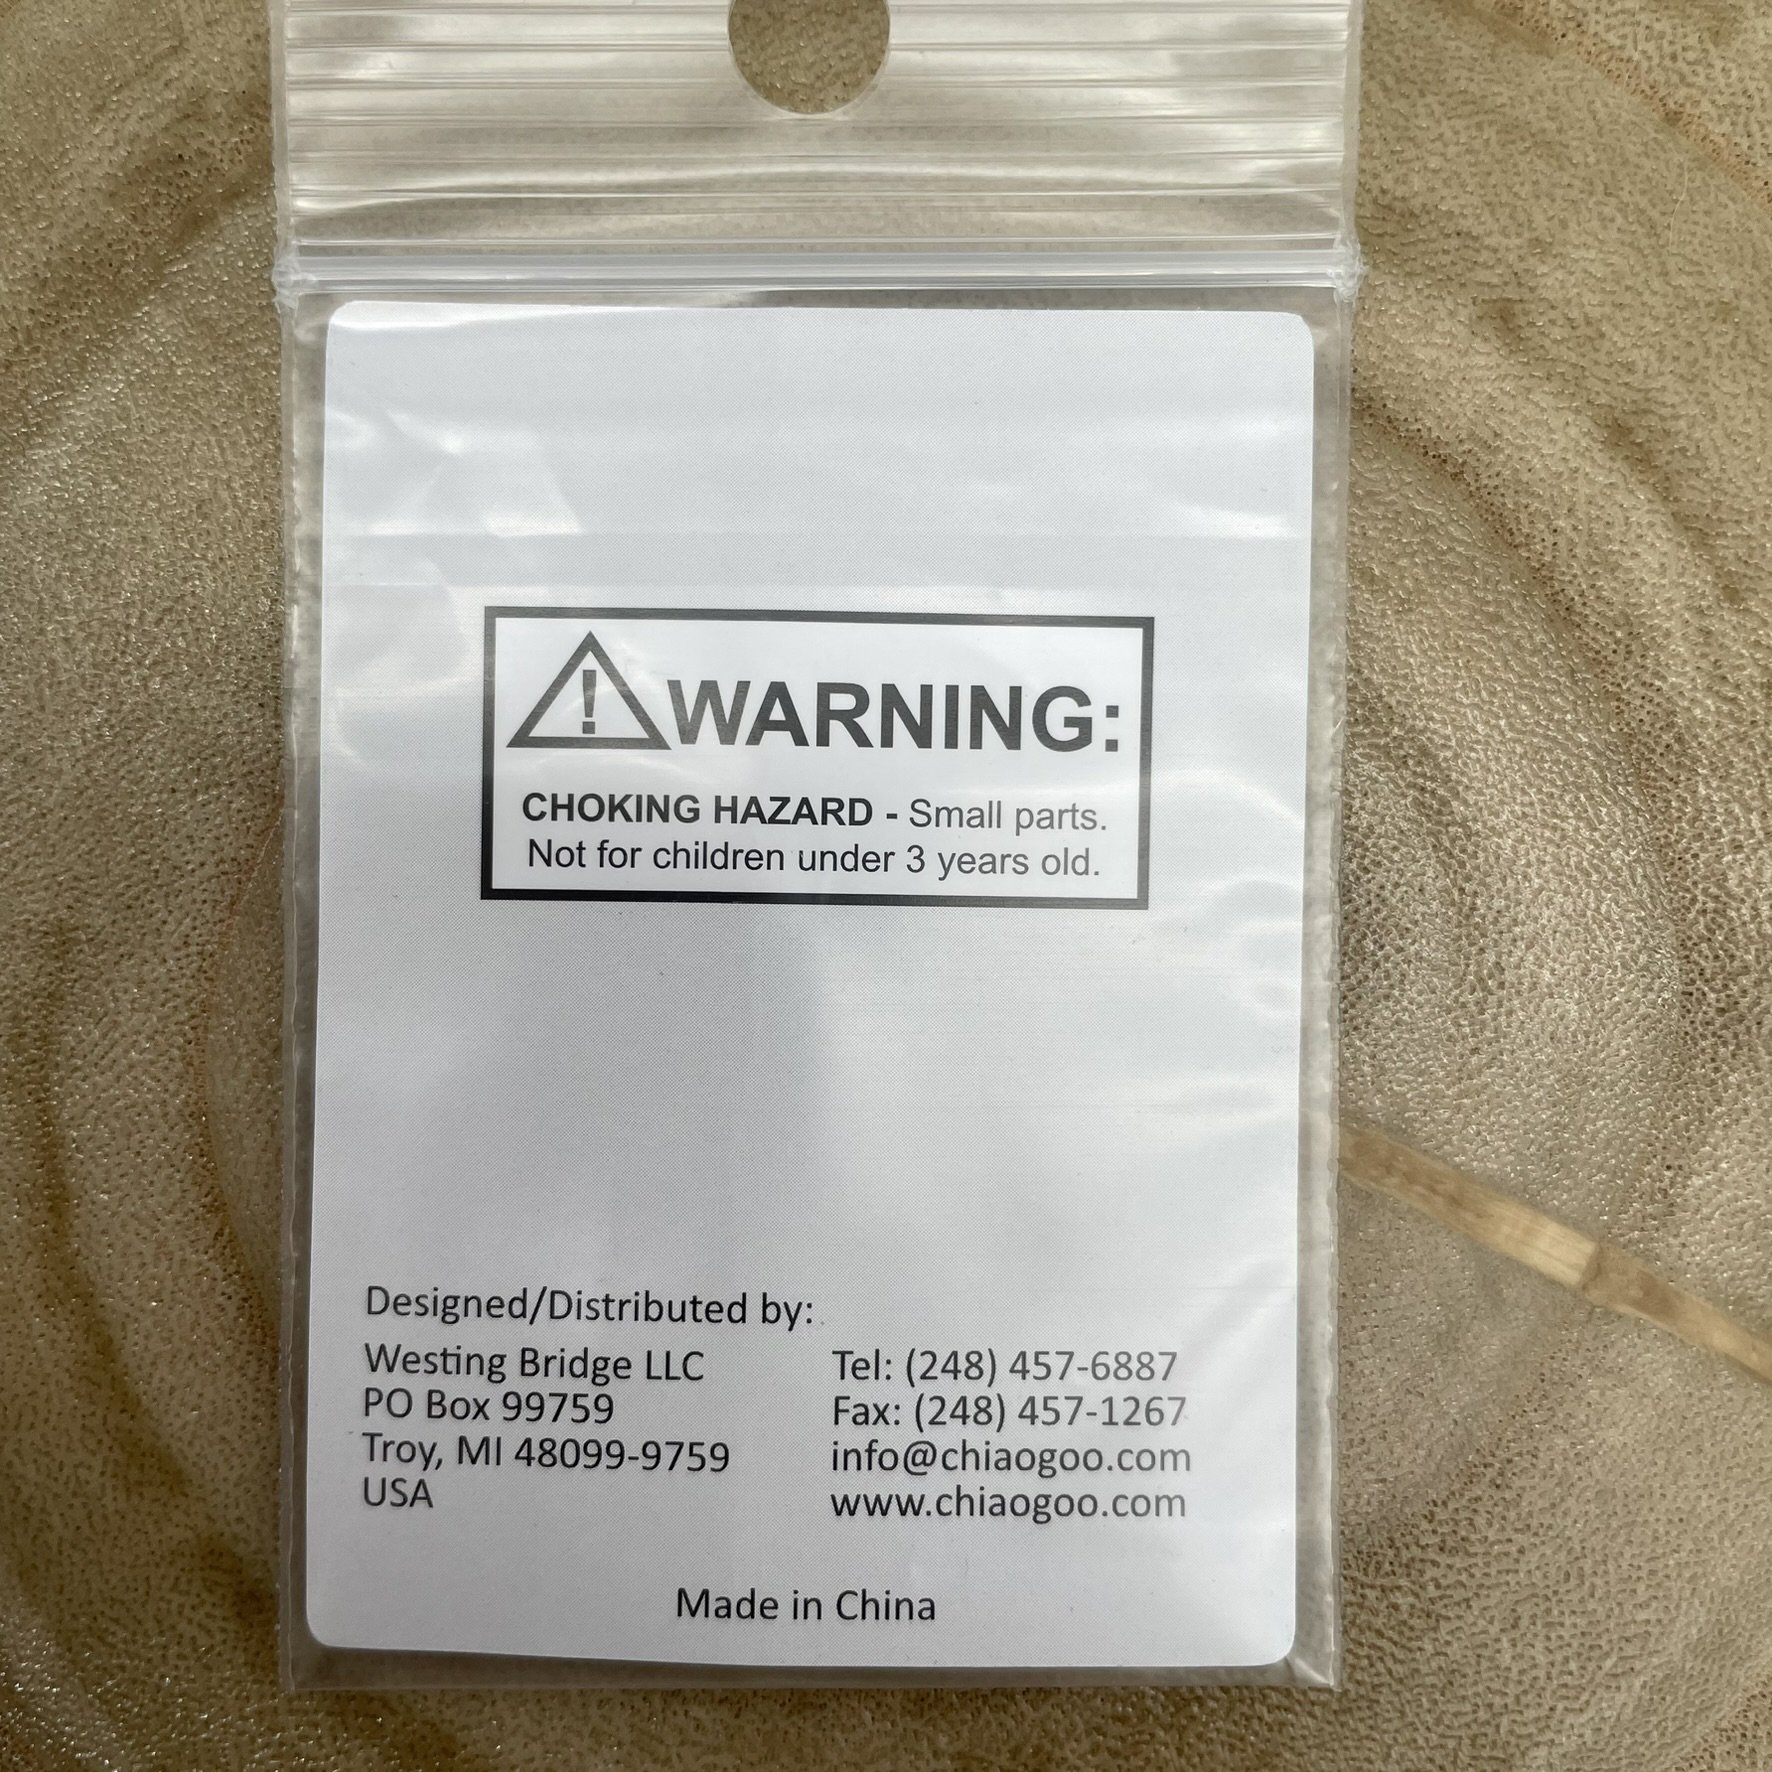 WARNING:
CHOKING HAZARD - Small parts.
Not for children under 3 years old.
Designed/Distributed by:
Westing Bridge LLC
PO Box 99759
Troy, MI 48099-9759
USA
Tel: (248) 457-6887
Fax: (248) 457-1267
info@chiaogoo.com
www.chiaogoo.com
Made in China